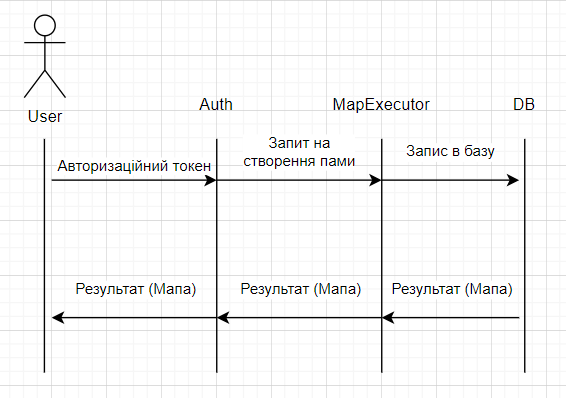 User
Auth
MapExecutor
DB
Авторизаційний токен
Запит на
створення пами
Запис в базу
Результат (Мапа)
Результат (Мапа)
Результат (Мапа)